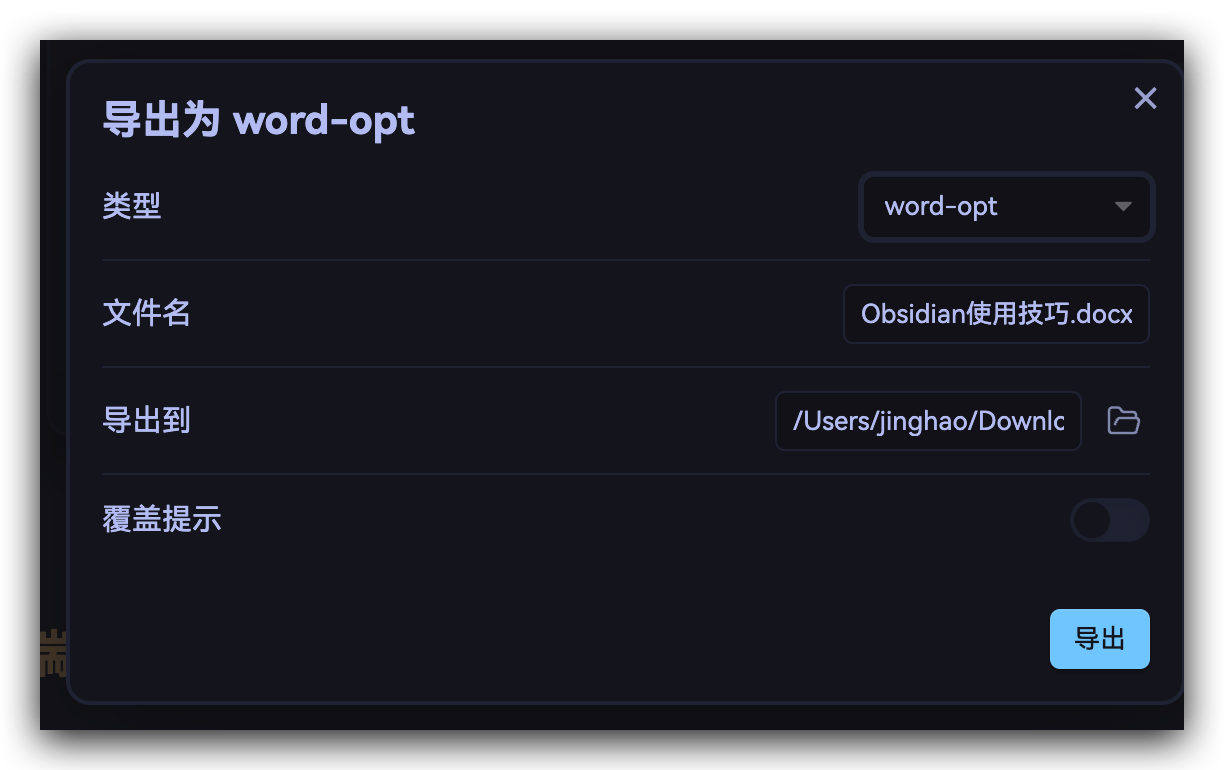 导出为 word-opt
类型
word-opt
文件名
Obsidian使用技巧.docx
导出到
/Users/jinghao/Downlo
覆盖提示
导出